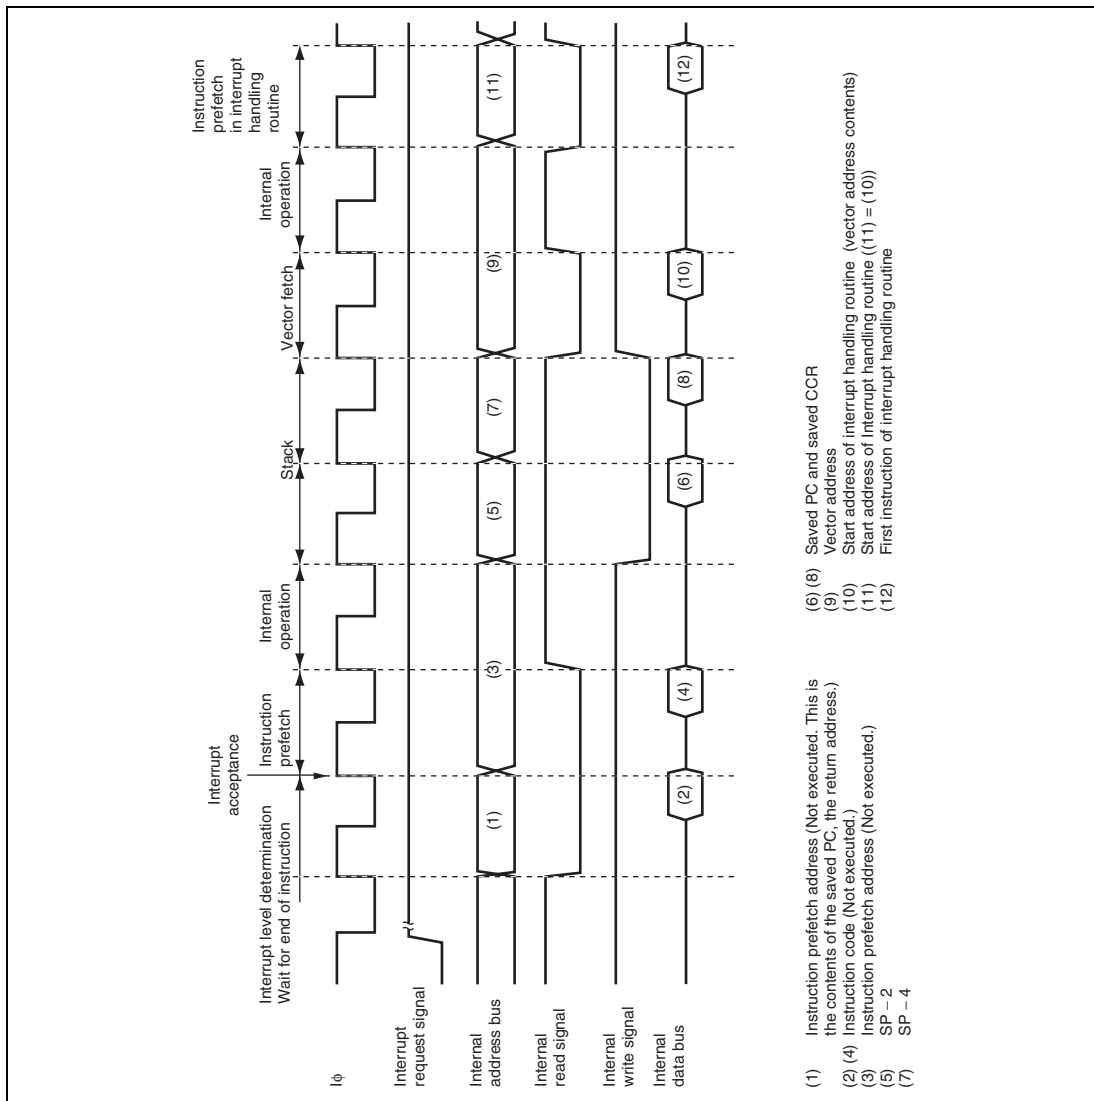 Interrupt
acceptance
Interrupt level determination
Wait for end of instruction
Instruction
prefetch
Internal
operation
Stack
Vector fetch
Internal
operation
Instruction
prefetch
in interrupt
handling
routine
Iφ
Interrupt
request signal
Internal
address bus
(1)
(3)
(5)
(7)
(9)
(11)
Internal
read signal
Internal
write signal
Internal
data bus
(2)
(4)
(6)
(8)
(10)
(12)
(1) Instruction prefetch address (Not executed. This is
the contents of the saved PC, the return address.)
(2) (4) Instruction code (Not executed.)
(3) Instruction prefetch address (Not executed.)
(5) SP – 2
(7) SP – 4
(6) (8) Saved PC and saved CCR
(9) Vector address
(10) Start address of interrupt handling routine (vector address contents)
(11) Start address of Interrupt handling routine ((11) = (10))
(12) First instruction of interrupt handling routine